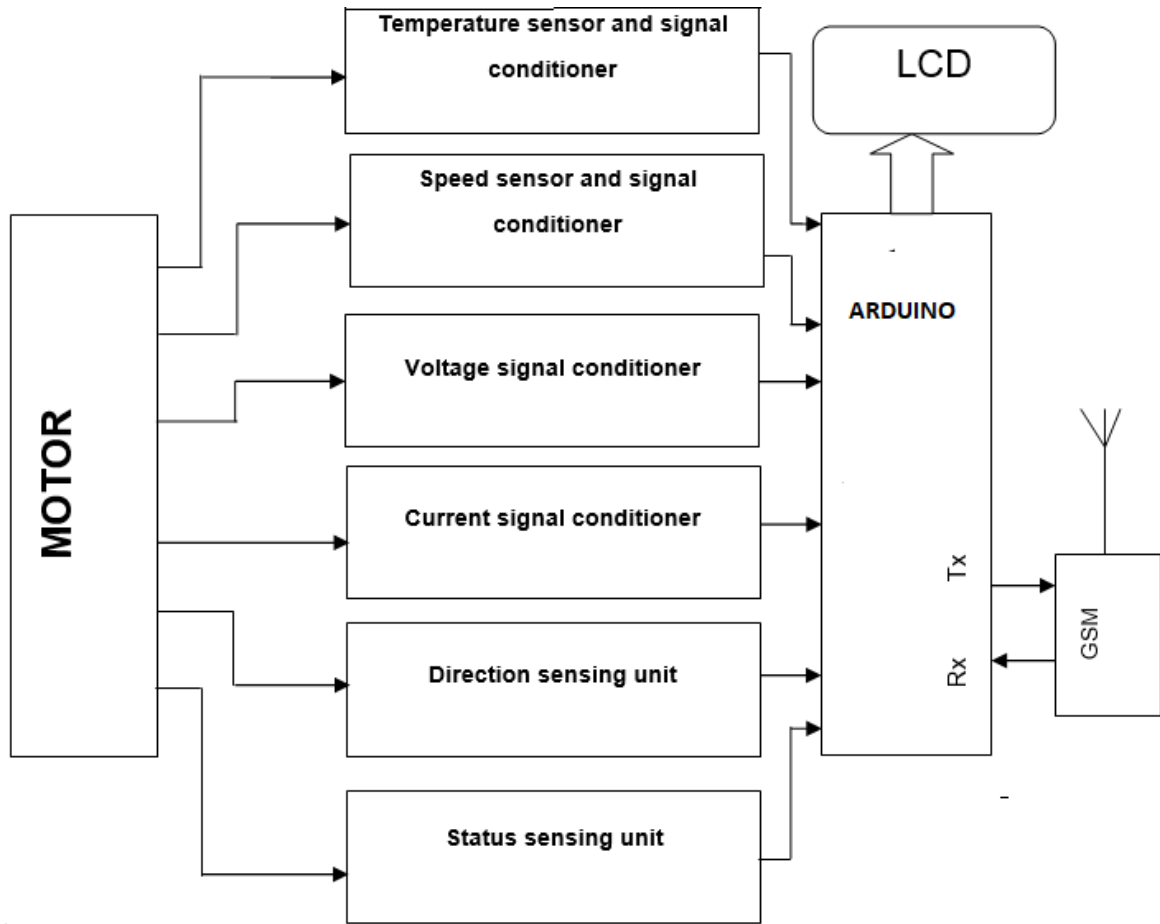 Temperature sensor and signal
conditioner
LCD
Speed sensor and signal
conditioner
ARDUINO
Voltage signal conditioner
MOTOR
Current signal conditioner
Tx
GSM
Rx
Direction sensing unit
Status sensing unit